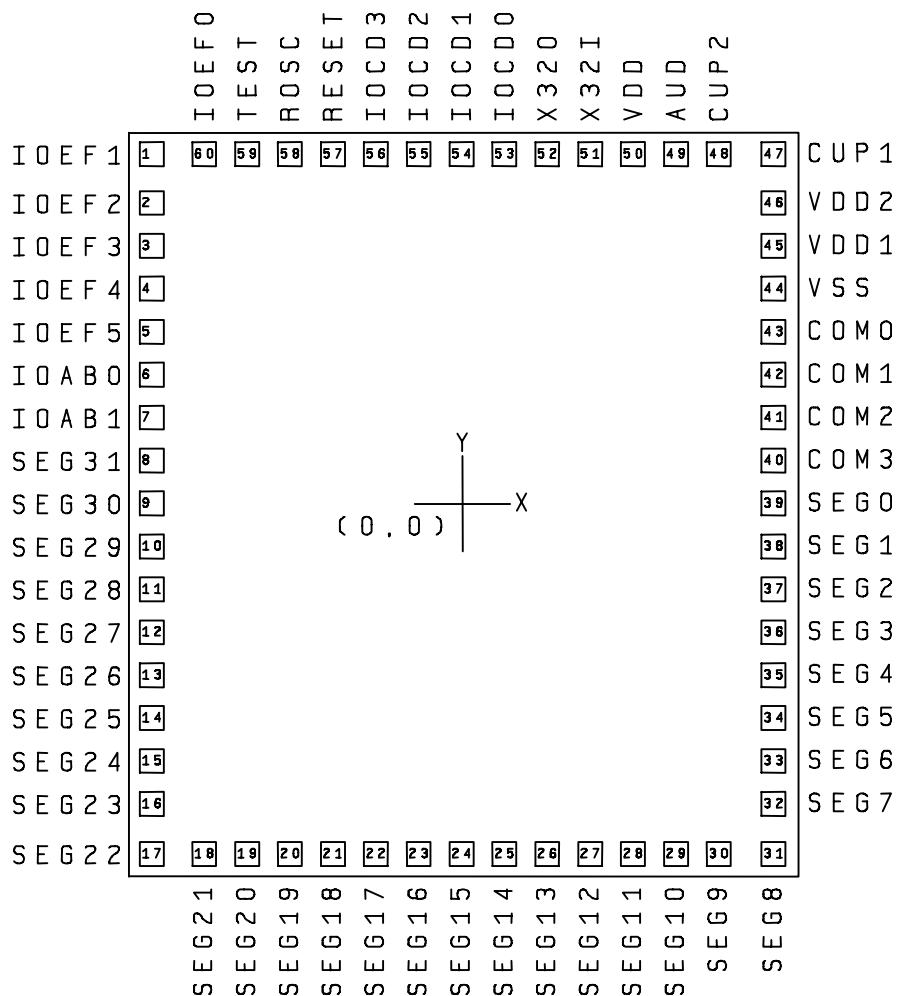 IOEF0
TEST
ROSC
RESET
IOCD3
IOCD2
IOCD1
IOCD0
X32O
X32I
VDD
AUD
CUP2
IOEF1 1 60 59 58 57 56 55 54 53 52 51 50 49 48 47 CUP1
IOEF2 2 46 VDD2
IOEF3 3 45 VDD1
IOEF4 4 44 VSS
IOEF5 5 43 COM0
IOAB0 6 42 COM1
IOAB1 7 41 COM2
SEG31 8 40 COM3
Y
SEG30 9 X 39 SEG0
(0,0)
SEG29 10 38 SEG1
SEG28 11 37 SEG2
SEG27 12 36 SEG3
SEG26 13 35 SEG4
SEG25 14 34 SEG5
SEG24 15 33 SEG6
SEG23 16 32 SEG7
SEG22 17 18 19 20 21 22 23 24 25 26 27 28 29 30 31
SEG21
SEG20
SEG19
SEG18
SEG17
SEG16
SEG15
SEG14
SEG13
SEG12
SEG11
SEG10
SEG9
SEG8